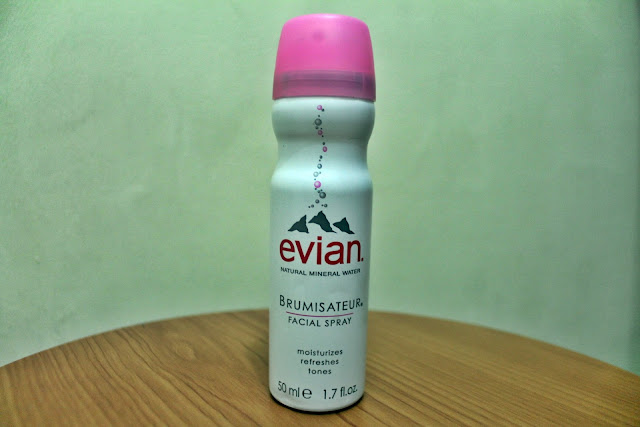 evian.
NATURAL MINERAL WATER
BRUMISATEUR®
FACIAL SPRAY
moisturizes
refreshes
tones
50 ml e 1.7 fl.oz.